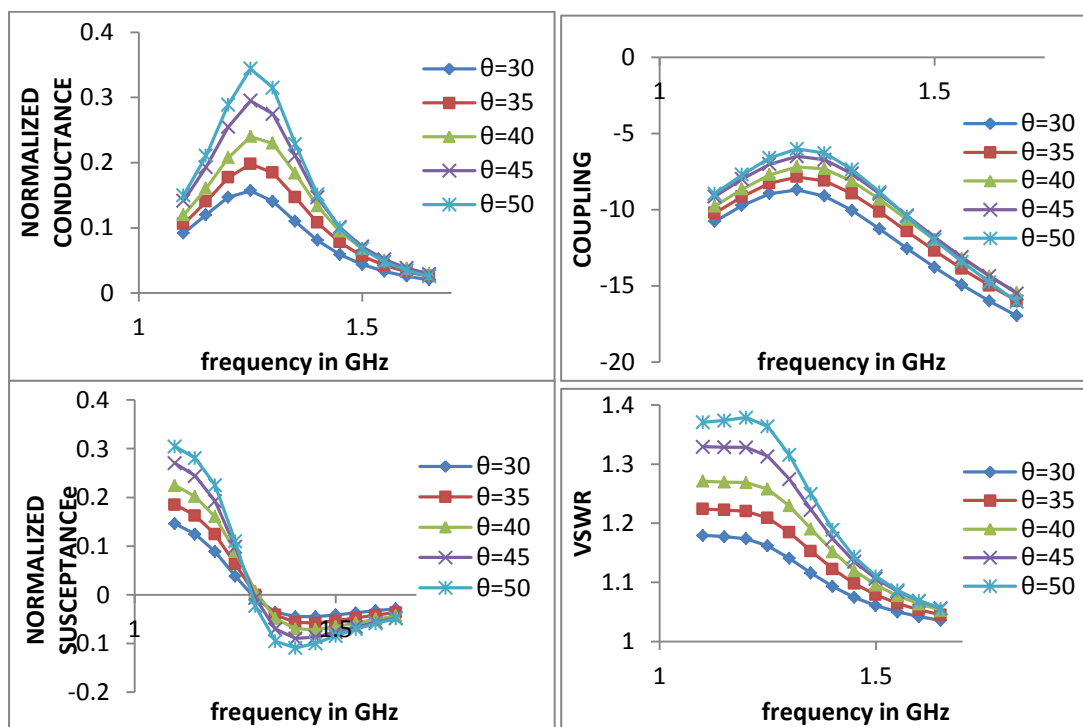 NORMALIZED
CONDUCTANCE
0.4
0.3
0.2
0.1
0
1
1.5
frequency in GHz
θ=30
θ=35
θ=40
θ=45
θ=50
COUPLING
0
-5
-10
-15
-20
1
1.5
frequency in GHz
θ=30
θ=35
θ=40
θ=45
θ=50
NORMALIZED
SUSCEPTANCEe
0.4
0.3
0.2
0.1
0
-0.1
-0.2
1
1.5
frequency in GHz
θ=30
θ=35
θ=40
θ=45
θ=50
VSWR
1.4
1.3
1.2
1.1
1
1
1.5
frequency in GHz
θ=30
θ=35
θ=40
θ=45
θ=50